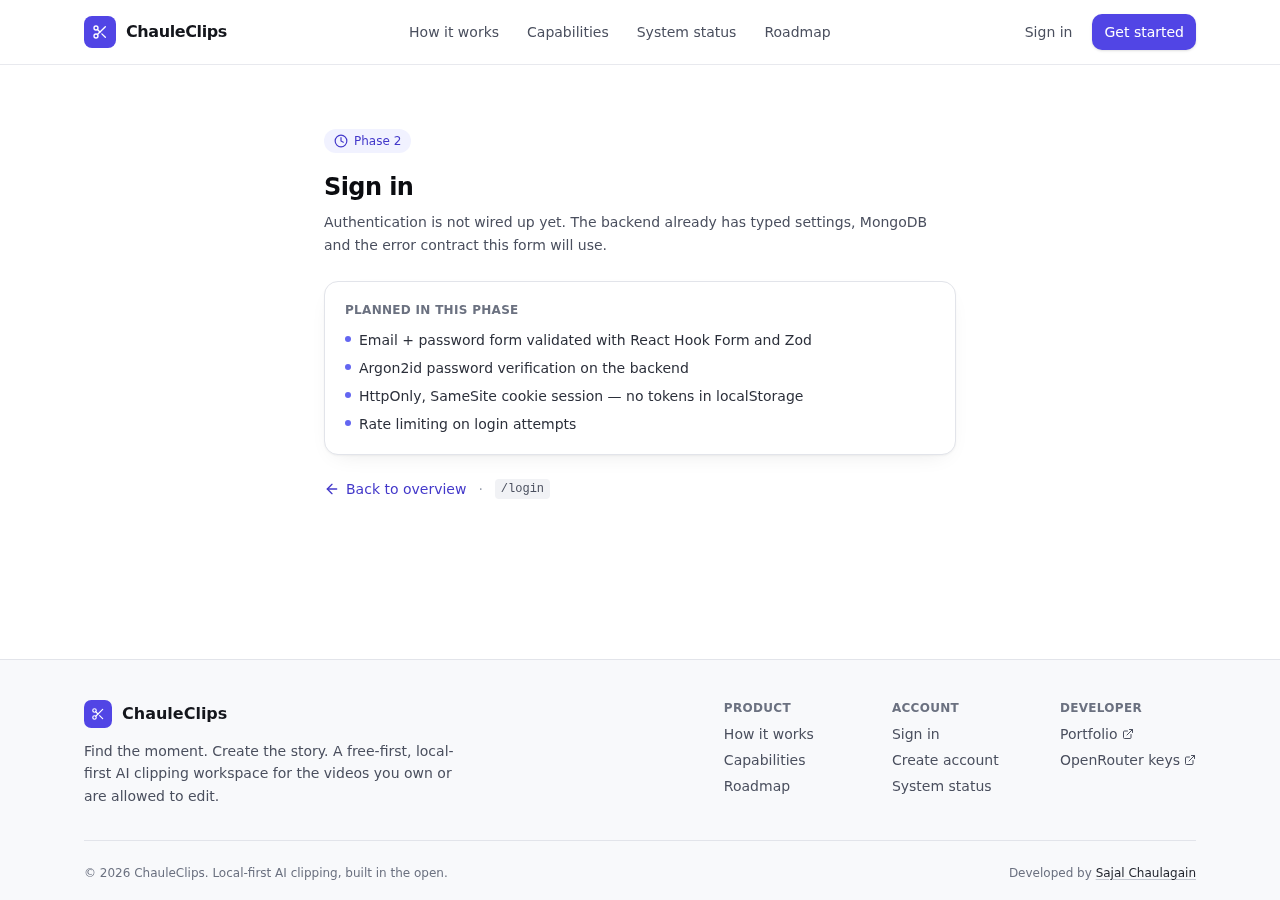 ChauleClips
How it works
Capabilities
System status
Roadmap
Sign in
Get started
Phase 2
Sign in
Authentication is not wired up yet. The backend already has typed settings, MongoDB
and the error contract this form will use.
PLANNED IN THIS PHASE
Email + password form validated with React Hook Form and Zod
Argon2id password verification on the backend
HttpOnly, SameSite cookie session — no tokens in localStorage
Rate limiting on login attempts
Back to overview · /login
ChauleClips
Find the moment. Create the story. A free-first, local-
first AI clipping workspace for the videos you own or
are allowed to edit.
PRODUCT
How it works
Capabilities
Roadmap
ACCOUNT
Sign in
Create account
System status
DEVELOPER
Portfolio
OpenRouter keys
© 2026 ChauleClips. Local-first AI clipping, built in the open.
Developed by Sajal Chaulagain